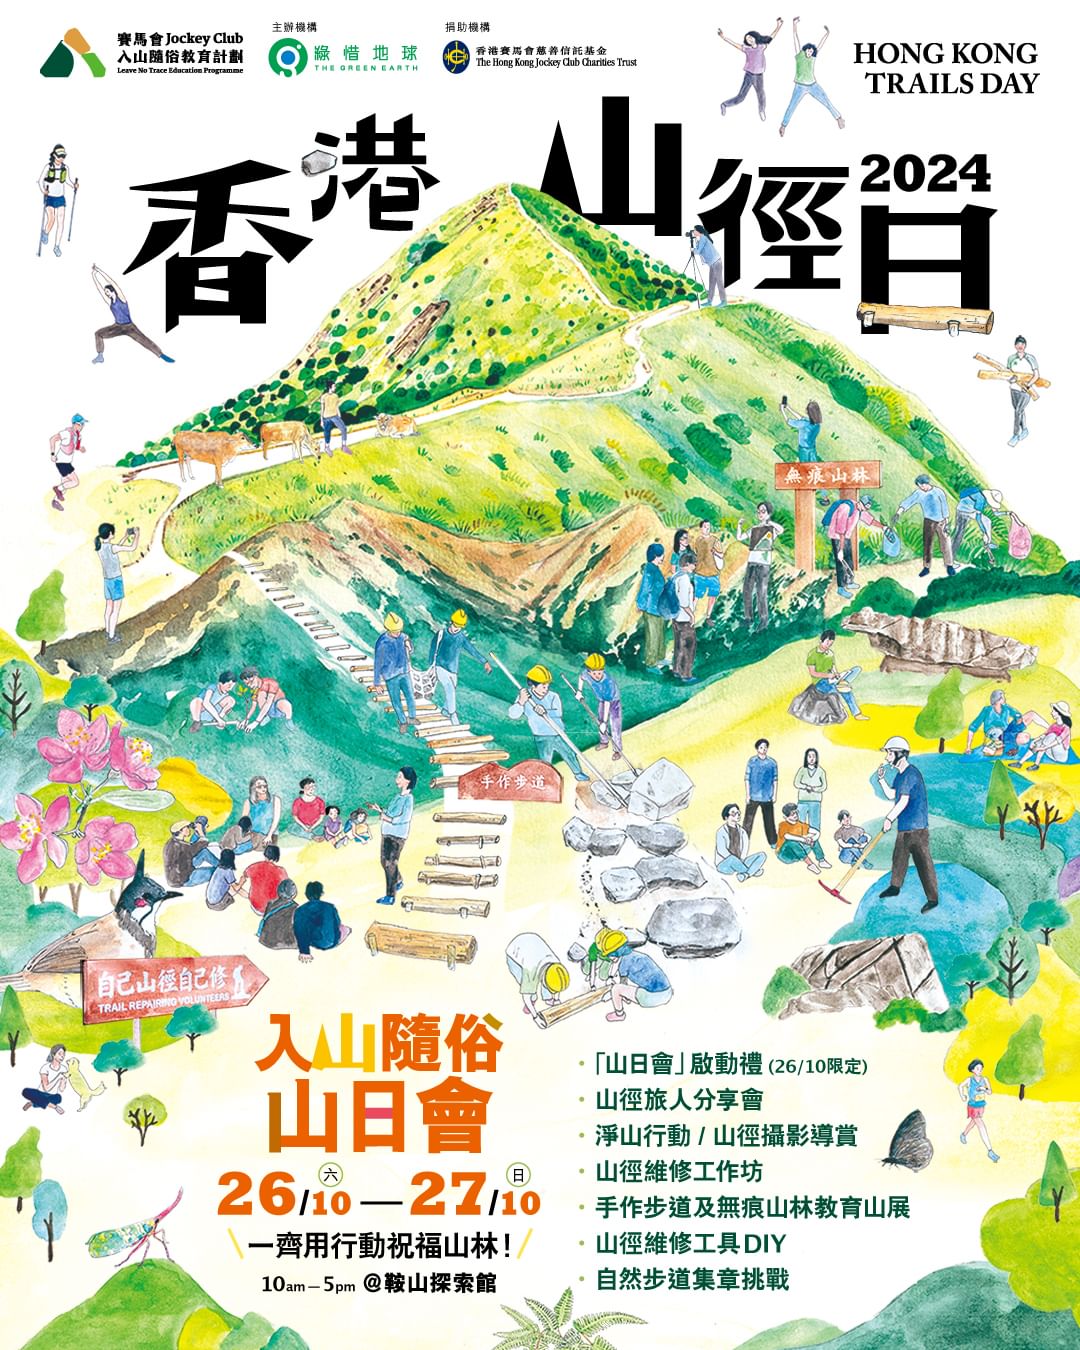 賽馬會 Jockey Club
入山隨俗教育計劃
Leave No Trace Education Programme
主辦機構
綠惜地球
THE GREEN EARTH
捐助機構
香港賽馬會慈善信託基金
The Hong Kong Jockey Club Charities Trust
HONG KONG
TRAILS DAY
香港山徑日
2024
無痕山林
手作步道
自己山徑自己修
TRAIL REPAIRING VOLUNTEERS
入山隨俗
山日會
26/10 (六) — 27/10 (日)
\ 一齊用行動祝福山林! /
10am—5pm @鞍山探索館
· 「山日會」啟動禮 (26/10限定)
· 山徑旅人分享會
· 淨山行動 / 山徑攝影導賞
· 山徑維修工作坊
· 手作步道及無痕山林教育山展
· 山徑維修工具DIY
· 自然步道集章挑戰